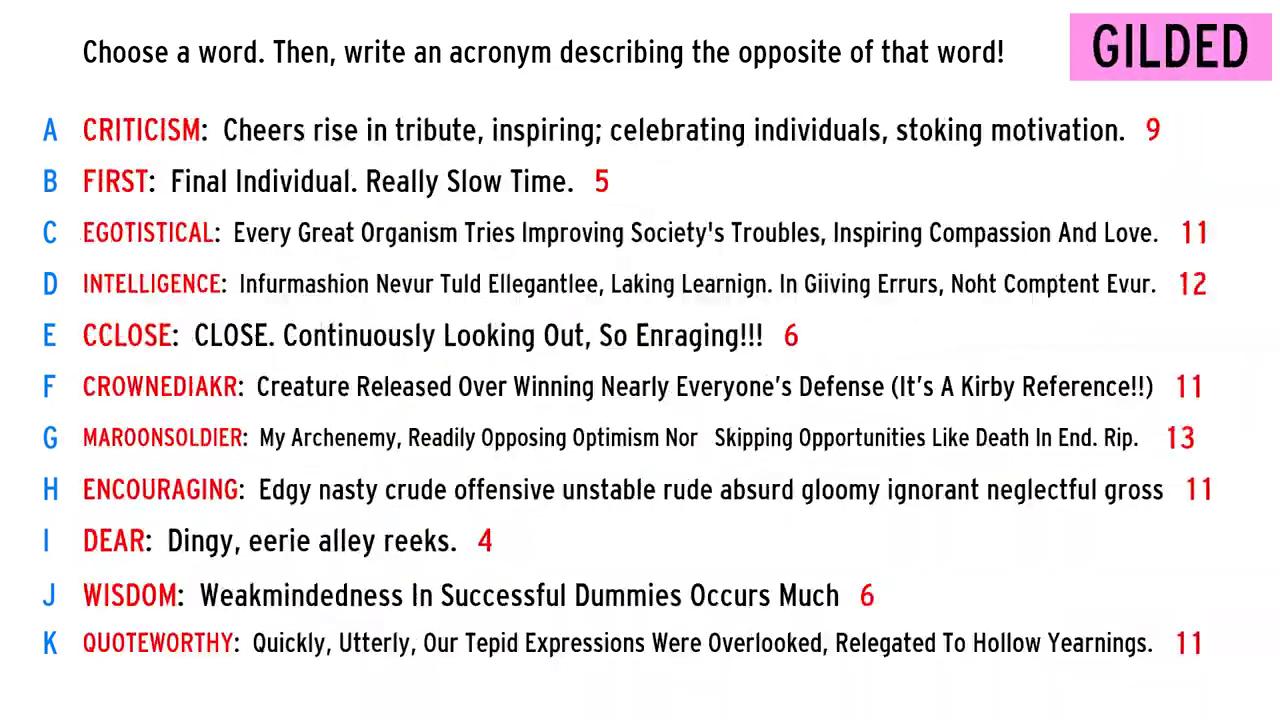 Choose a word. Then, write an acronym describing the opposite of that word!
GILDED
A CRITICISM: Cheers rise in tribute, inspiring; celebrating individuals, stoking motivation. 9
B FIRST: Final Individual. Really Slow Time. 5
C EGOTISTICAL: Every Great Organism Tries Improving Society's Troubles, Inspiring Compassion And Love. 11
D INTELLIGENCE: Infurmashion Nevur Tuld Ellegantlee, Laking Learnign. In Giiving Errurs, Noht Comptent Evur. 12
E CCLOSE: CLOSE. Continuously Looking Out, So Enraging!!! 6
F CROWNEDIAKR: Creature Released Over Winning Nearly Everyone’s Defense (It’s A Kirby Reference!!) 11
G MAROONSOLDIER: My Archenemy, Readily Opposing Optimism Nor Skipping Opportunities Like Death In End. Rip. 13
H ENCOURAGING: Edgy nasty crude offensive unstable rude absurd gloomy ignorant neglectful gross 11
I DEAR: Dingy, eerie alley reeks. 4
J WISDOM: Weakmindedness In Successful Dummies Occurs Much 6
K QUOTEWORTHY: Quickly, Utterly, Our Tepid Expressions Were Overlooked, Relegated To Hollow Yearnings. 11